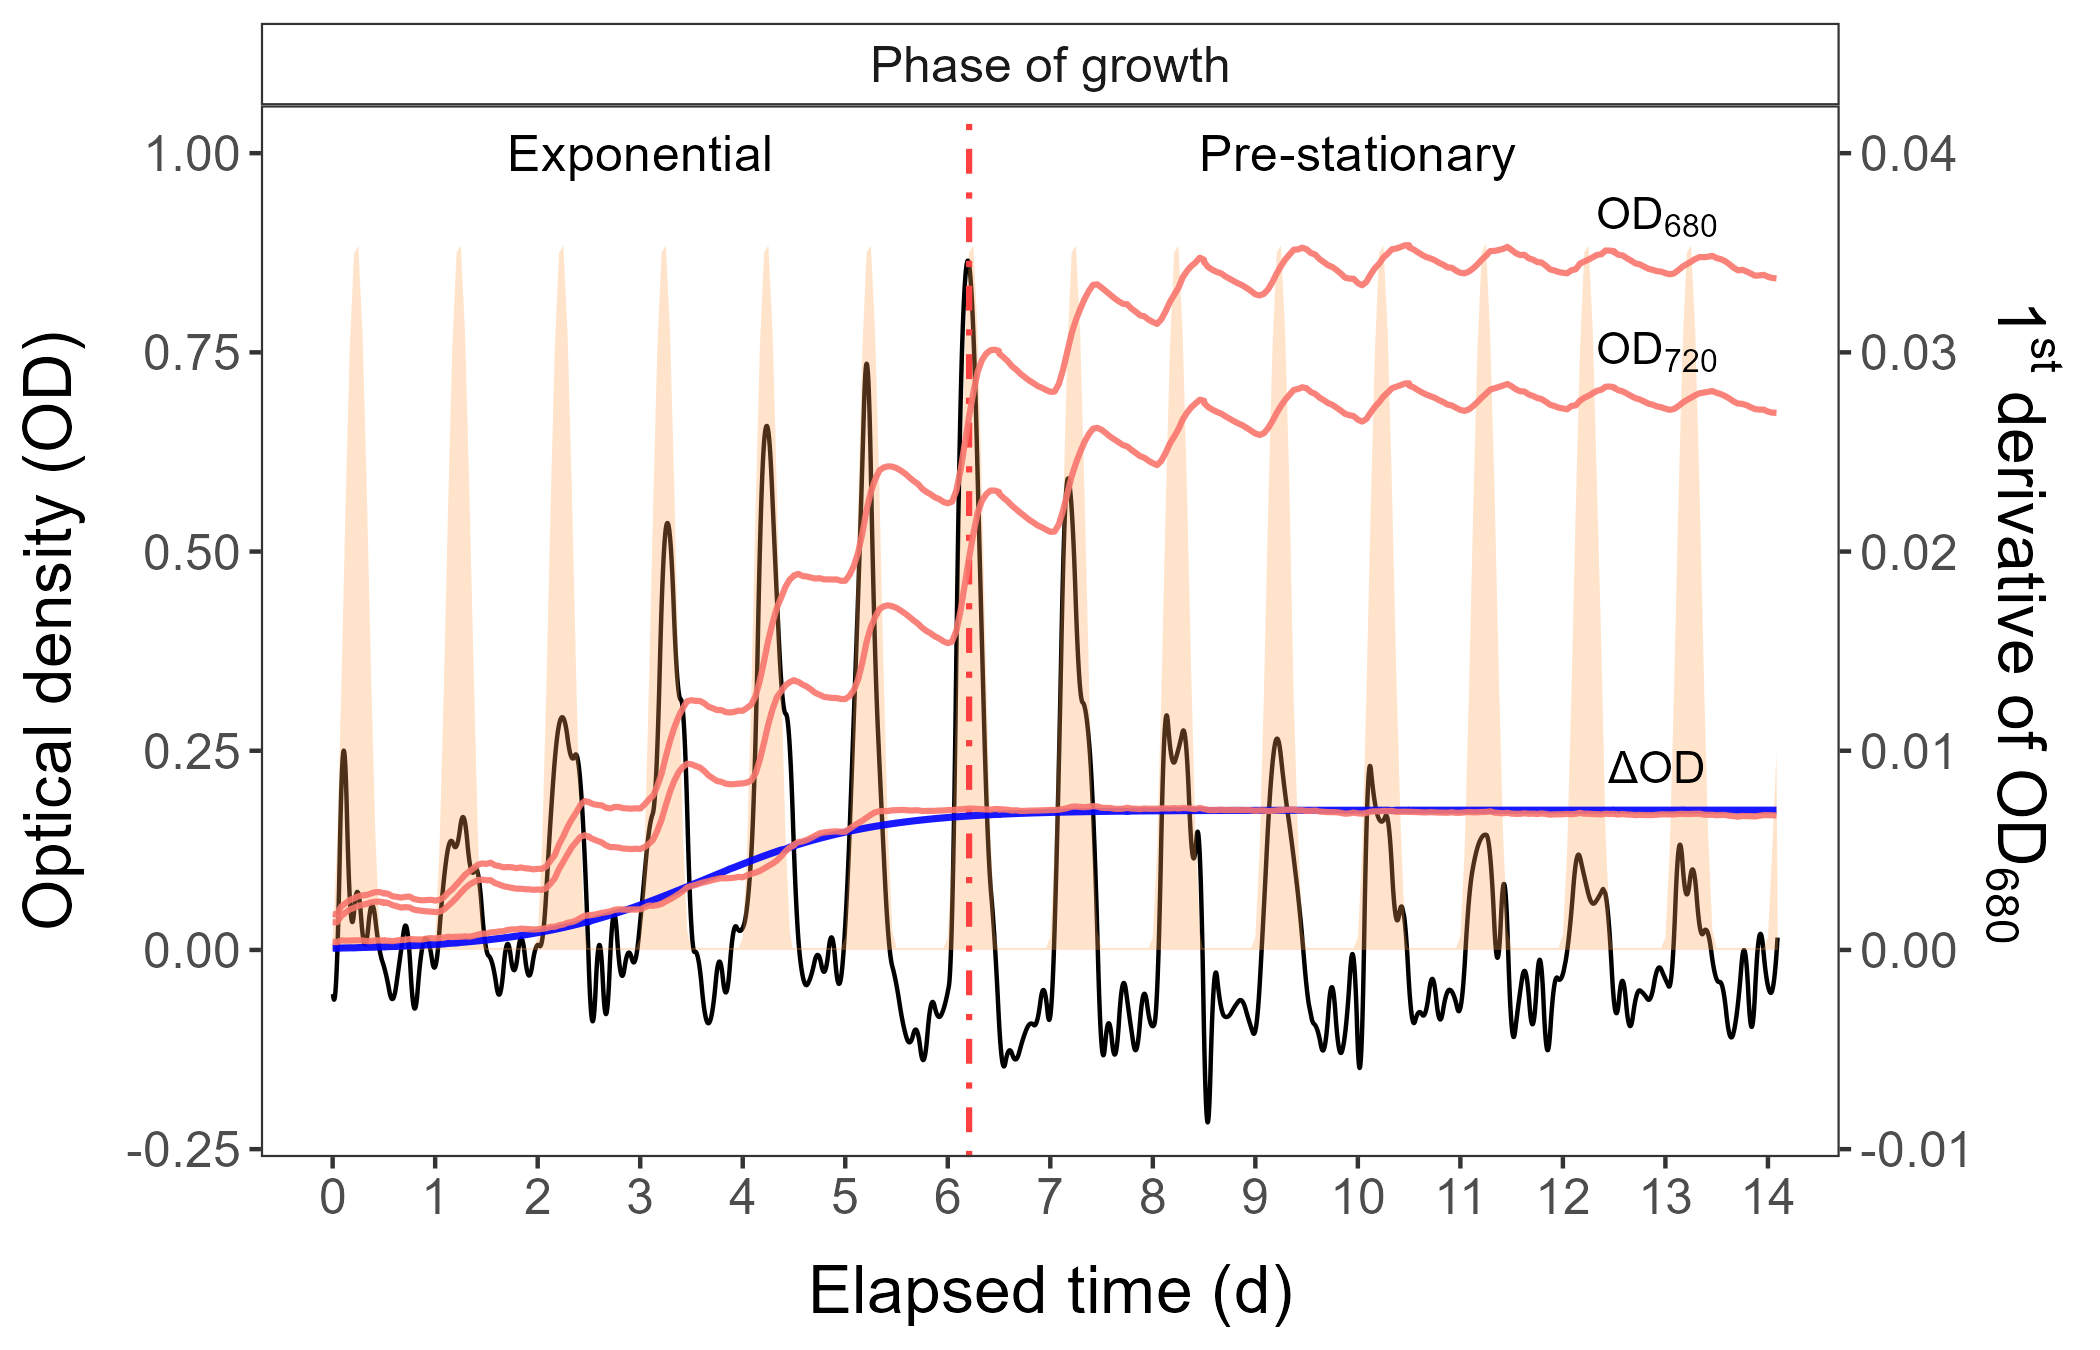 Phase of growth
Exponential
Pre-stationary
OD680
OD720
ΔOD
Optical density (OD)
1.00
0.75
0.50
0.25
0.00
-0.25
0.04
0.03
0.02
0.01
0.00
-0.01
1st derivative of OD680
0 1 2 3 4 5 6 7 8 9 10 11 12 13 14
Elapsed time (d)